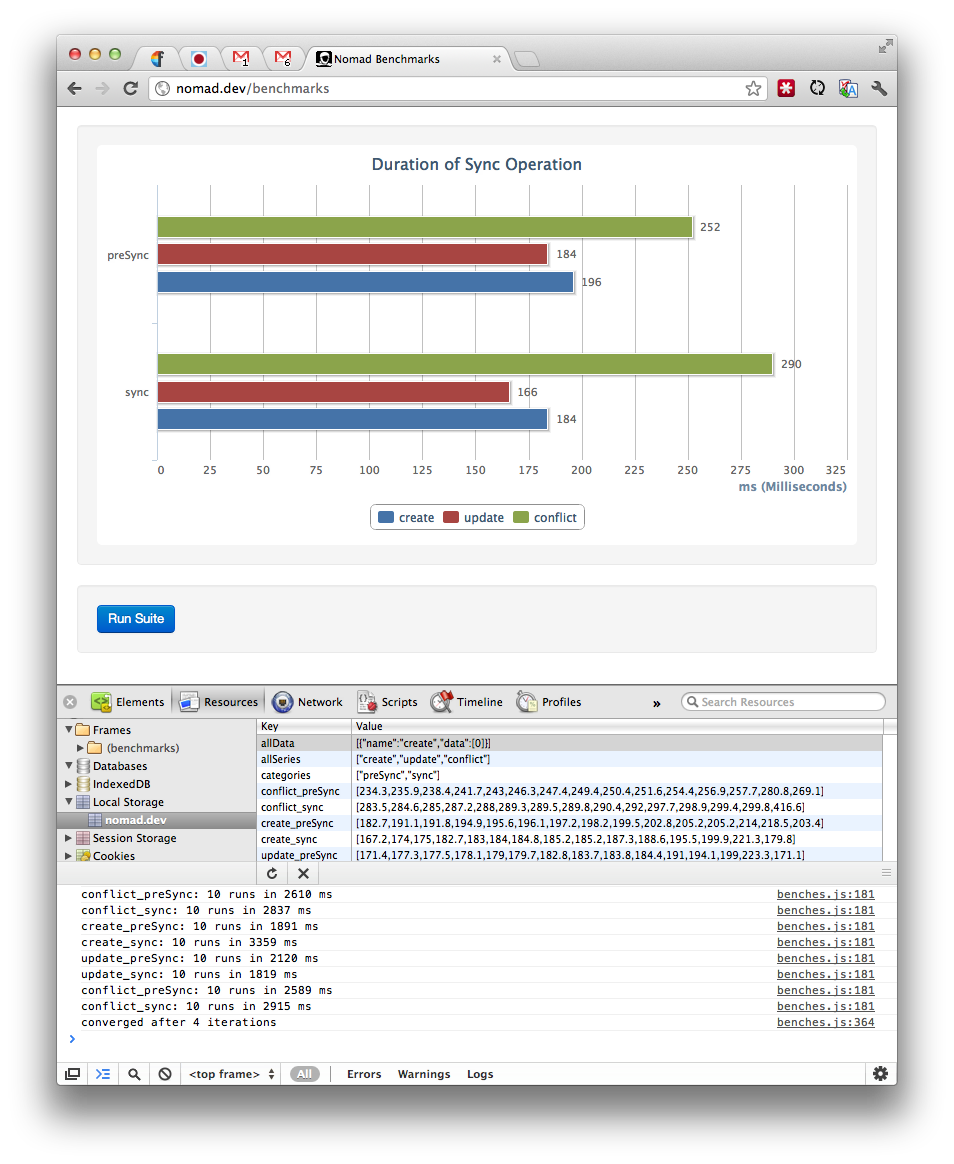 1
6
Nomad Benchmarks
nomad.dev/benchmarks
Duration of Sync Operation
252
preSync
184
196
290
sync
166
184
0 25 50 75 100 125 150 175 200 225 250 275 300 325
ms (Milliseconds)
create update conflict
Run Suite
Elements Resources Network Scripts Timeline Profiles » Search Resources
Frames
(benchmarks)
Databases
IndexedDB
Local Storage
nomad.dev
Session Storage
Cookies
Key Value
allData [{"name":"create","data":[0]}]
allSeries ["create","update","conflict"]
categories ["preSync","sync"]
conflict_preSync [234.3,235.9,238.4,241.7,243,246.3,247.4,249.4,250.4,251.6,254.4,256.9,257.7,280.8,269.1]
conflict_sync [283.5,284.6,285,287.2,288,289.3,289.5,289.8,290.4,292,297.7,298.9,299.4,299.8,416.6]
create_preSync [182.7,191.1,191.8,194.9,195.6,196.1,197.2,198.2,199.5,202.8,205.2,205.2,214,218.5,203.4]
create_sync [167.2,174,175,182.7,183,184,184.8,185.2,185.2,187.3,188.6,195.5,199.9,221.3,179.8]
update_preSync [171.4,177.3,177.5,178.1,179,179.7,182.8,183.7,183.8,184.4,191,194.1,199,223.3,171.1]
conflict_preSync: 10 runs in 2610 ms benches.js:181
conflict_sync: 10 runs in 2837 ms benches.js:181
create_preSync: 10 runs in 1891 ms benches.js:181
create_sync: 10 runs in 3359 ms benches.js:181
update_preSync: 10 runs in 2120 ms benches.js:181
update_sync: 10 runs in 1819 ms benches.js:181
conflict_preSync: 10 runs in 2589 ms benches.js:181
conflict_sync: 10 runs in 2915 ms benches.js:181
converged after 4 iterations benches.js:364
>
<top frame> All Errors Warnings Logs